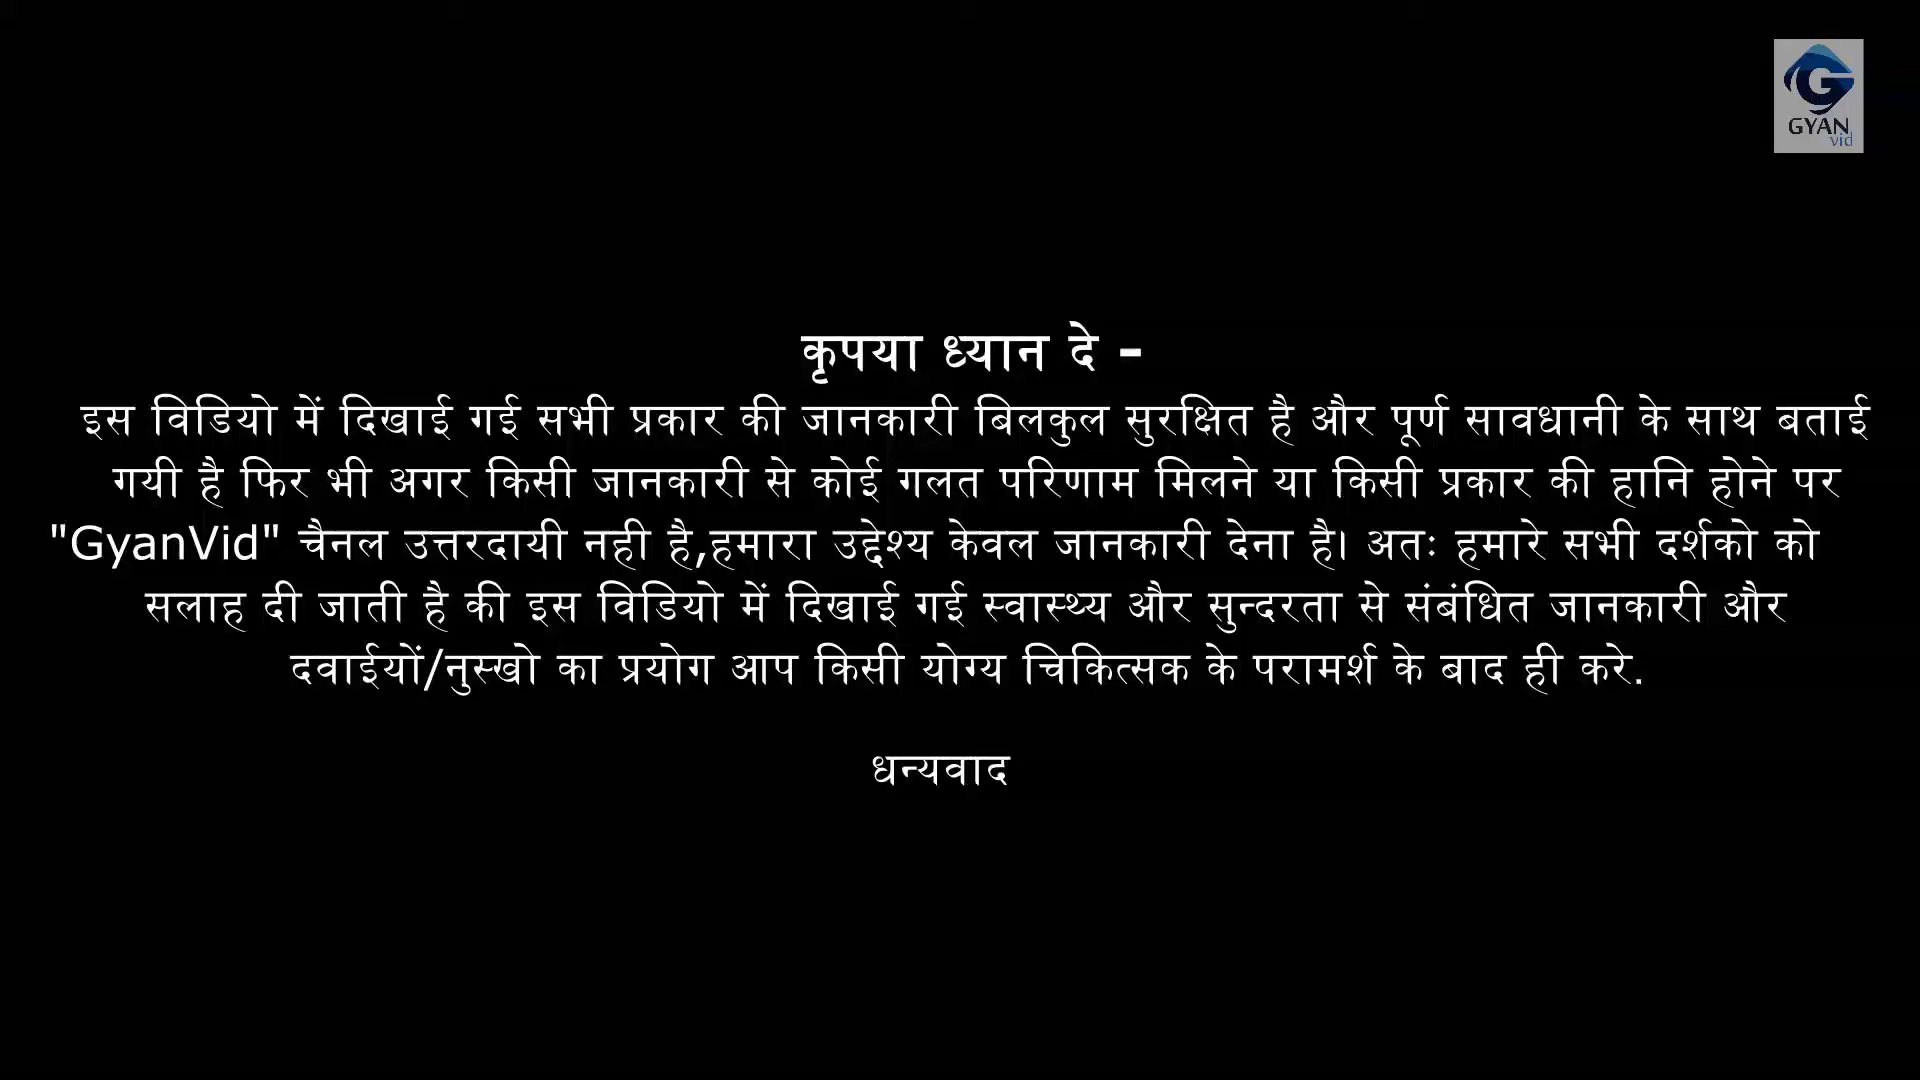 GYAN
vid
कृपया ध्यान दे -
इस विडियो में दिखाई गई सभी प्रकार की जानकारी बिलकुल सुरक्षित है और पूर्ण सावधानी के साथ बताई
गयी है फिर भी अगर किसी जानकारी से कोई गलत परिणाम मिलने या किसी प्रकार की हानि होने पर
"GyanVid" चैनल उत्तरदायी नही है,हमारा उद्देश्य केवल जानकारी देना है। अतः हमारे सभी दर्शको को
सलाह दी जाती है की इस विडियो में दिखाई गई स्वास्थ्य और सुन्दरता से संबंधित जानकारी और
दवाईयों/नुस्खो का प्रयोग आप किसी योग्य चिकित्सक के परामर्श के बाद ही करे.
धन्यवाद